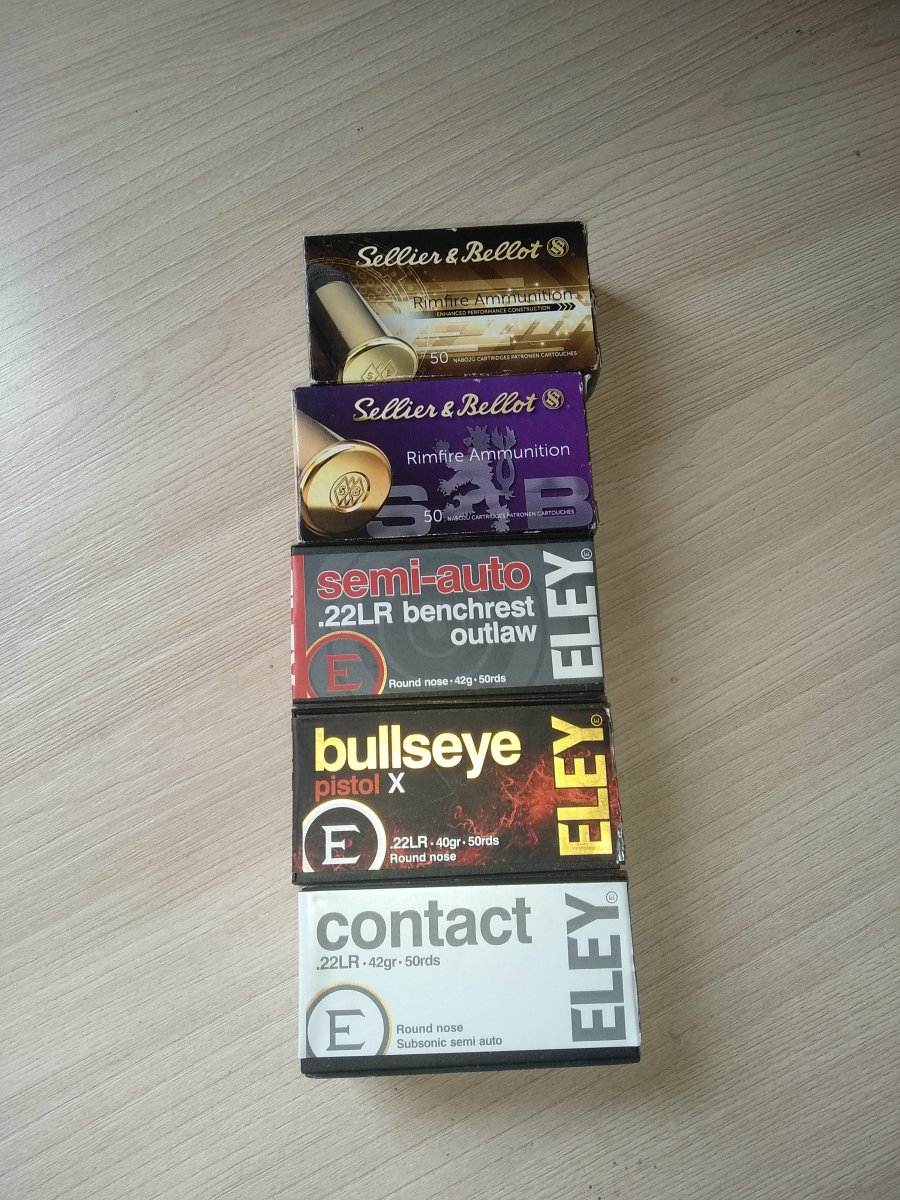 Sellier & Bellot
Rimfire Ammunition
ENHANCED PERFORMANCE CONSTRUCTION
50 NÁBOJŮ CARTRIDGES PATRONEN CARTOUCHES
Sellier & Bellot
Rimfire Ammunition
S B
50 NÁBOJŮ CARTRIDGES PATRONEN CARTOUCHES
semi-auto
.22LR benchrest
outlaw
E
Round nose • 42g • 50rds
ELEY
bullseye
pistol X
E
.22LR • 40gr • 50rds
Round nose
ELEY
contact
.22LR • 42gr • 50rds
E
Round nose
Subsonic semi auto
ELEY